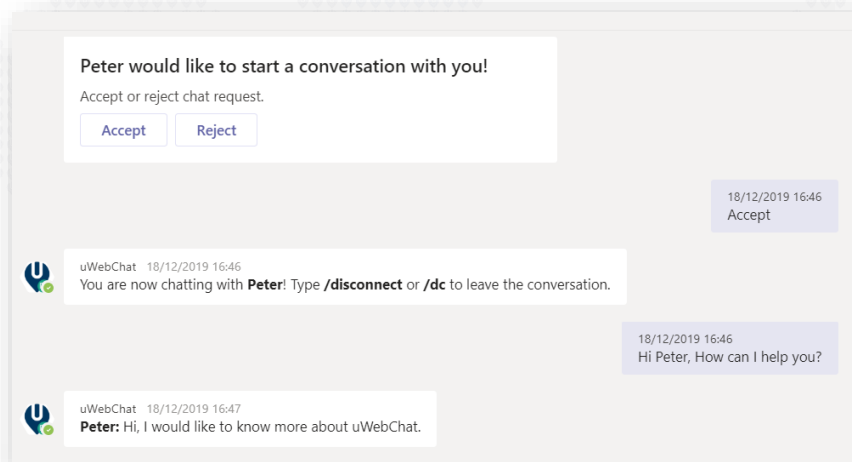 Peter would like to start a conversation with you!
Accept or reject chat request.
Accept Reject
18/12/2019 16:46
Accept
uWebChat 18/12/2019 16:46
You are now chatting with Peter! Type /disconnect or /dc to leave the conversation.
18/12/2019 16:46
Hi Peter, How can I help you?
uWebChat 18/12/2019 16:47
Peter: Hi, I would like to know more about uWebChat.